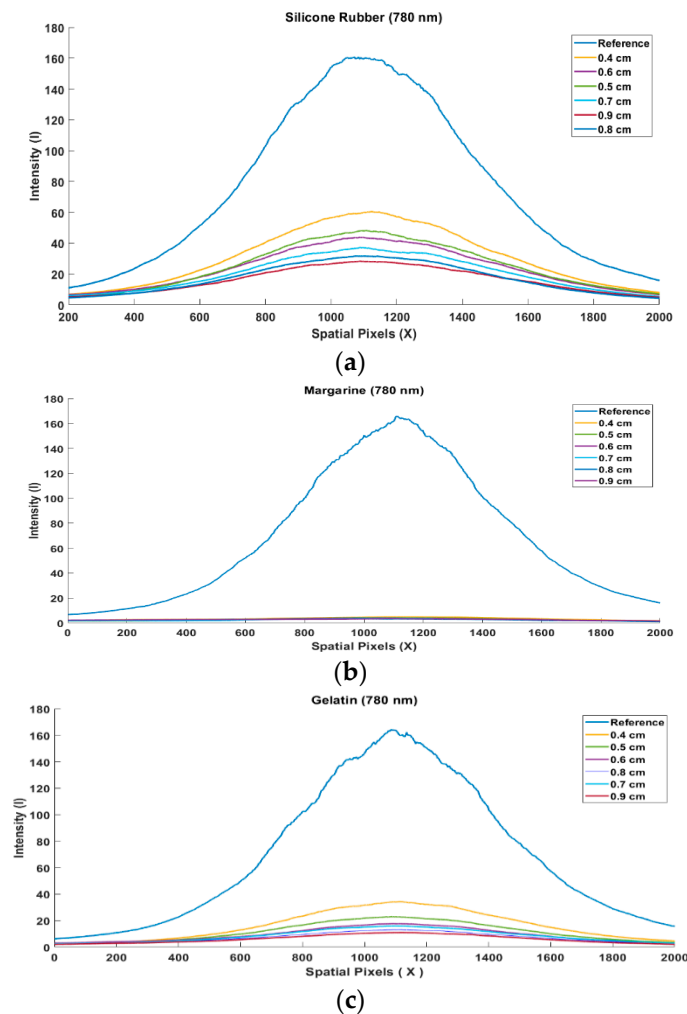 Silicone Rubber (780 nm)
180
160
140
120
100
80
60
40
20
0
Intensity (I)
Reference
0.4 cm
0.6 cm
0.5 cm
0.7 cm
0.9 cm
0.8 cm
200 400 600 800 1000 1200 1400 1600 1800 2000
Spatial Pixels (X)
(a)
Margarine (780 nm)
180
160
140
120
100
80
60
40
20
0
Intensity (I)
Reference
0.4 cm
0.5 cm
0.6 cm
0.7 cm
0.8 cm
0.9 cm
0 200 400 600 800 1000 1200 1400 1600 1800 2000
Spatial Pixels (X)
(b)
Gelatin (780 nm)
180
160
140
120
100
80
60
40
20
0
Intensity (I)
Reference
0.4 cm
0.5 cm
0.6 cm
0.8 cm
0.7 cm
0.9 cm
0 200 400 600 800 1000 1200 1400 1600 1800 2000
Spatial Pixels ( X )
(c)